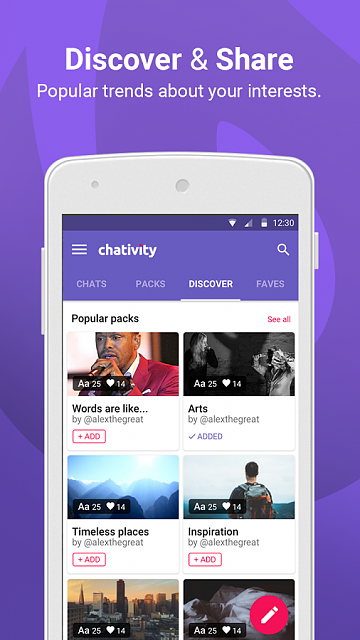 Discover & Share
Popular trends about your interests.
12:30
chativity
CHATS PACKS DISCOVER FAVES
Popular packs See all
Aa 25 14
Aa 25 14
Words are like...
by @alexthegreat
+ ADD
Arts
by @alexthegreat
ADDED
Aa 25 14
Aa 25 14
Timeless places
by @alexthegreat
+ ADD
Inspiration
by @alexthegreat
+ ADD
Aa 25 14
Aa 25 14